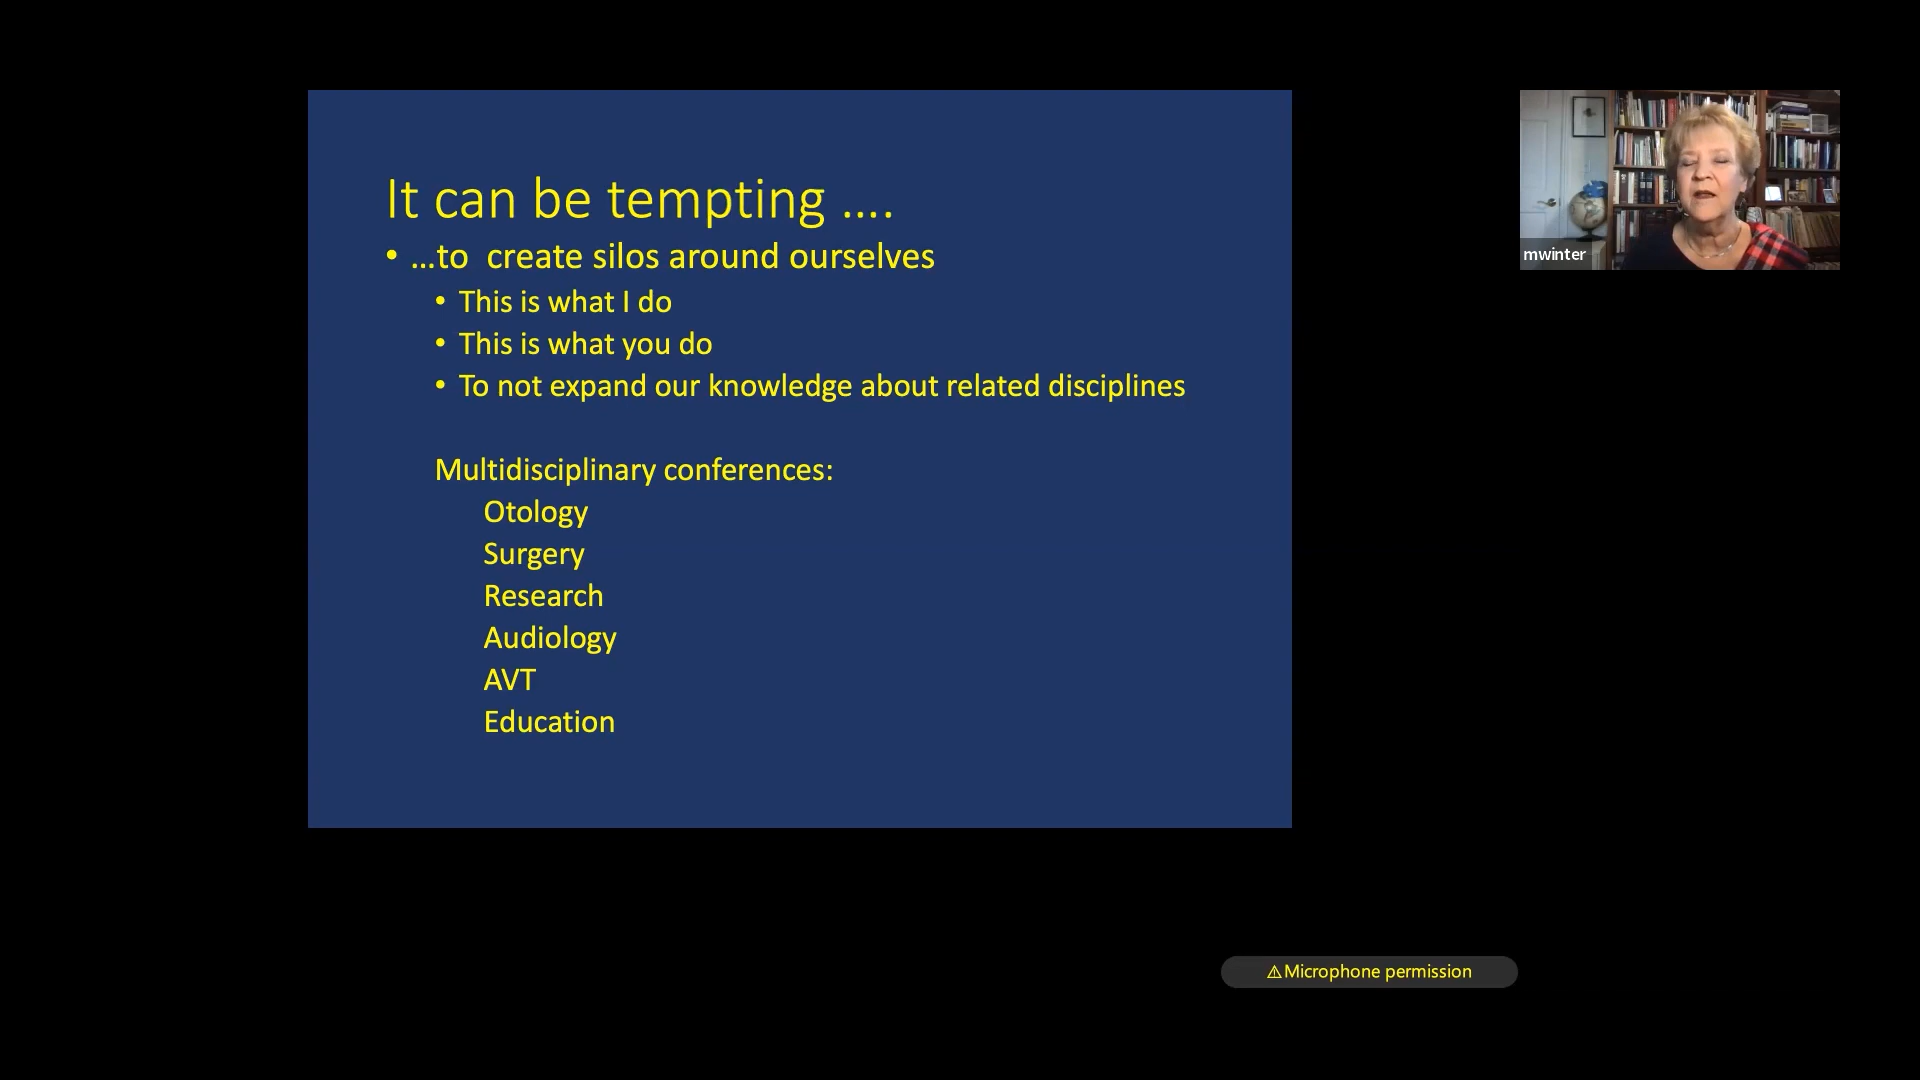 It can be tempting ....
• ...to  create silos around ourselves
• This is what I do
• This is what you do
• To not expand our knowledge about related disciplines
Multidisciplinary conferences:
Otology
Surgery
Research
Audiology
AVT
Education
mwinter
⚠Microphone permission